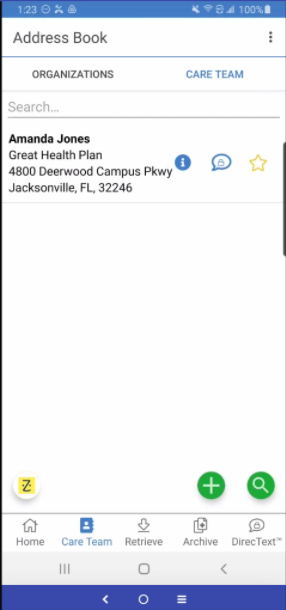 1:23
100%
Address Book
ORGANIZATIONS
CARE TEAM
Search...
Amanda Jones
Great Health Plan
4800 Deerwood Campus Pkwy
Jacksonville, FL, 32246
Z
Home
Care Team
Retrieve
Archive
DirecText™